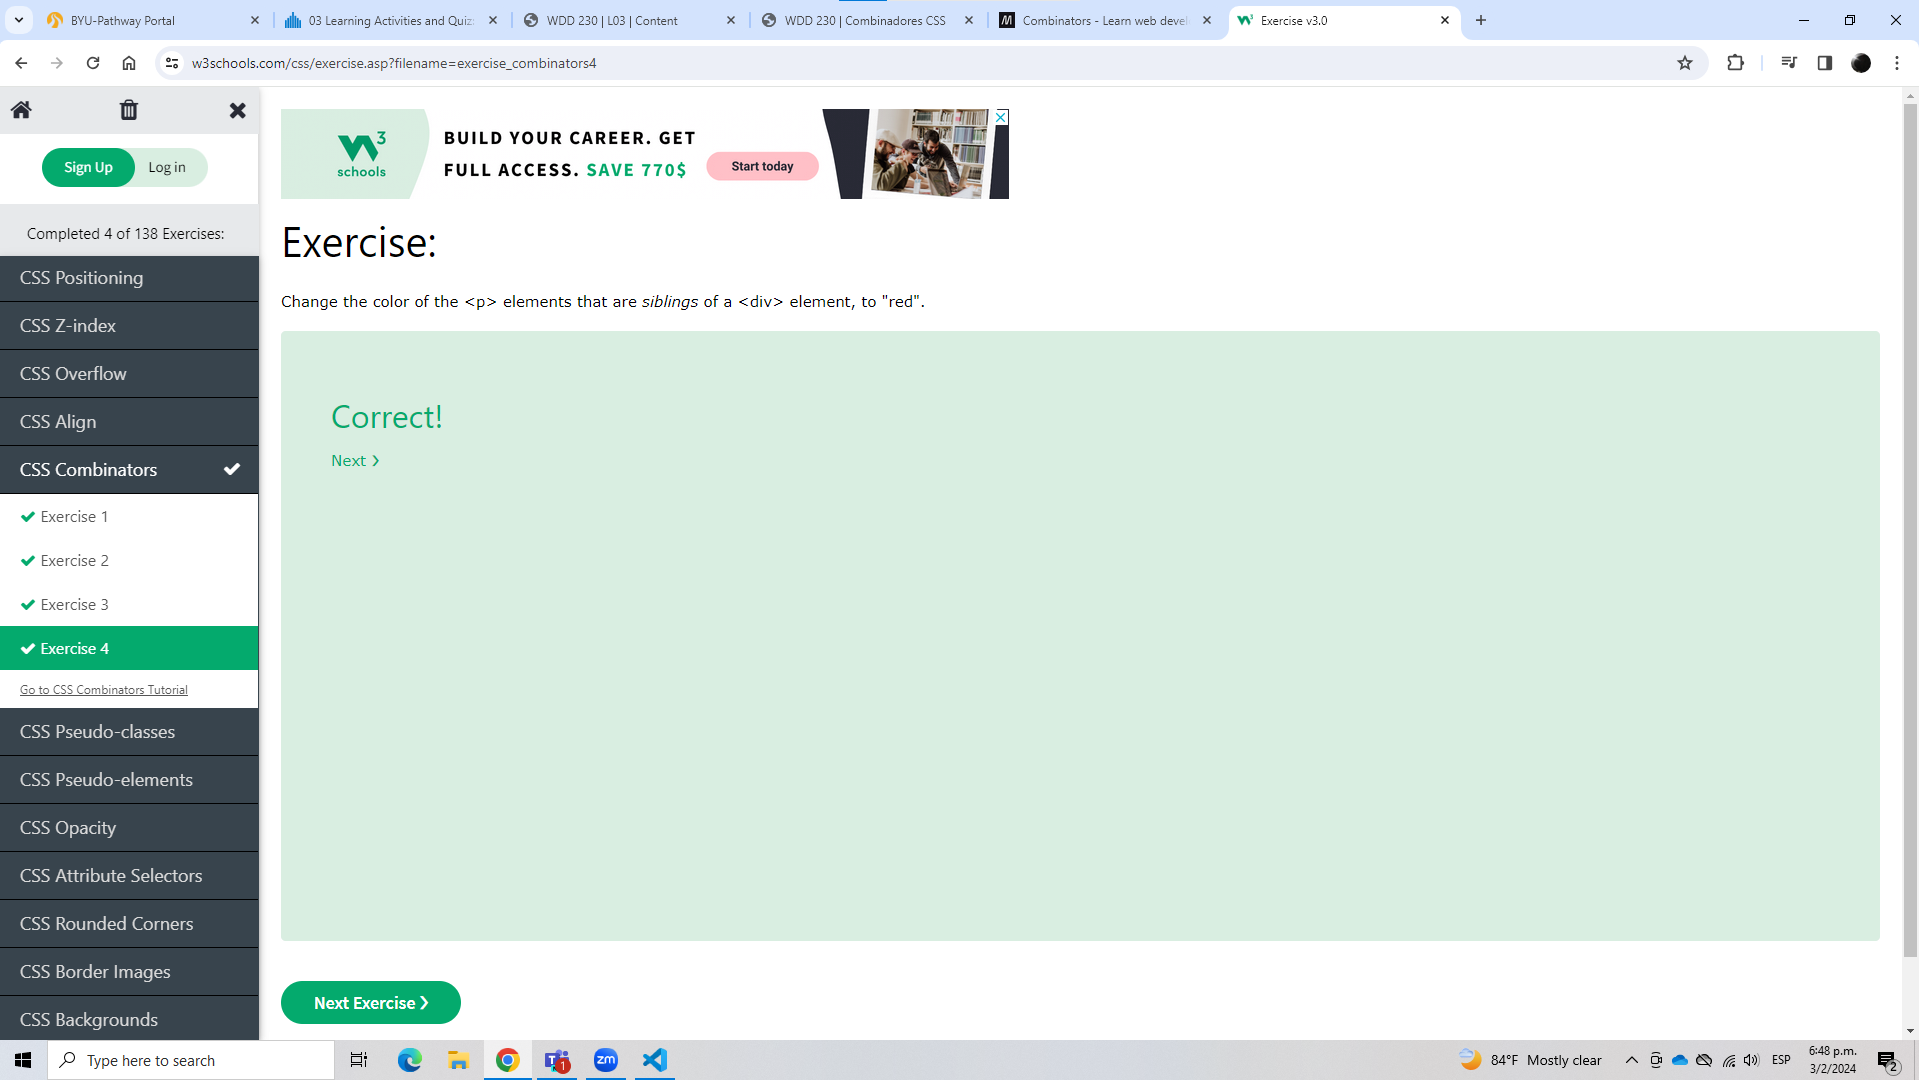 BYU-Pathway Portal
03 Learning Activities and Quiz
WDD 230 | L03 | Content
WDD 230 | Combinadores CSS
Combinators - Learn web devel
Exercise v3.0
w3schools.com/css/exercise.asp?filename=exercise_combinators4
Sign Up
Log in
Completed 4 of 138 Exercises:
CSS Positioning
CSS Z-index
CSS Overflow
CSS Align
CSS Combinators
Exercise 1
Exercise 2
Exercise 3
Exercise 4
Go to CSS Combinators Tutorial
CSS Pseudo-classes
CSS Pseudo-elements
CSS Opacity
CSS Attribute Selectors
CSS Rounded Corners
CSS Border Images
CSS Backgrounds
W3
schools
BUILD YOUR CAREER. GET
FULL ACCESS. SAVE 770$
Start today
Exercise:
Change the color of the <p> elements that are siblings of a <div> element, to "red".
Correct!
Next ❯
Next Exercise ❯
Type here to search
1
zm
84°F Mostly clear
ESP
6:48 p.m.
3/2/2024
2